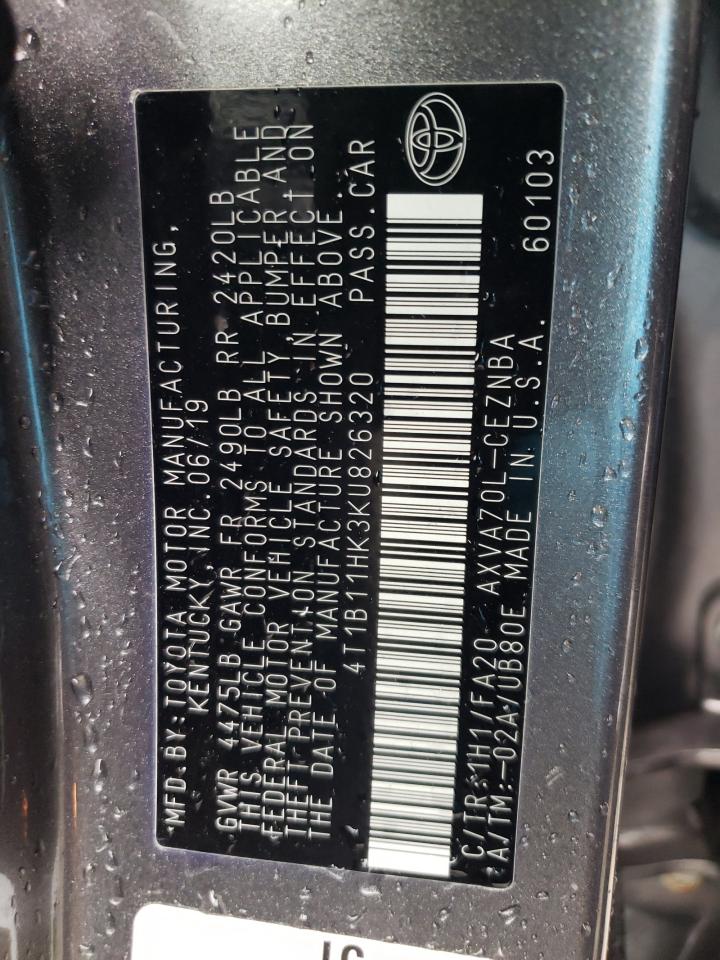 MFD. BY: TOYOTA MOTOR MANUFACTURING,
KENTUCKY, INC. 06/19
GVWR 4475LB GAWR FR 2490LB RR 2420LB
THIS VEHICLE CONFORMS TO ALL APPLICABLE
FEDERAL MOTOR VEHICLE SAFETY, BUMPER, AND
THEFT PREVENTION STANDARDS IN EFFECT ON
THE DATE OF MANUFACTURE SHOWN ABOVE.
4T1B11HK3KU826320 PASS.CAR
C/TR: 1H1/FA20 AXVA70L-CEZNBA
A/TM: -02A/UB80E MADE IN U.S.A. 60103